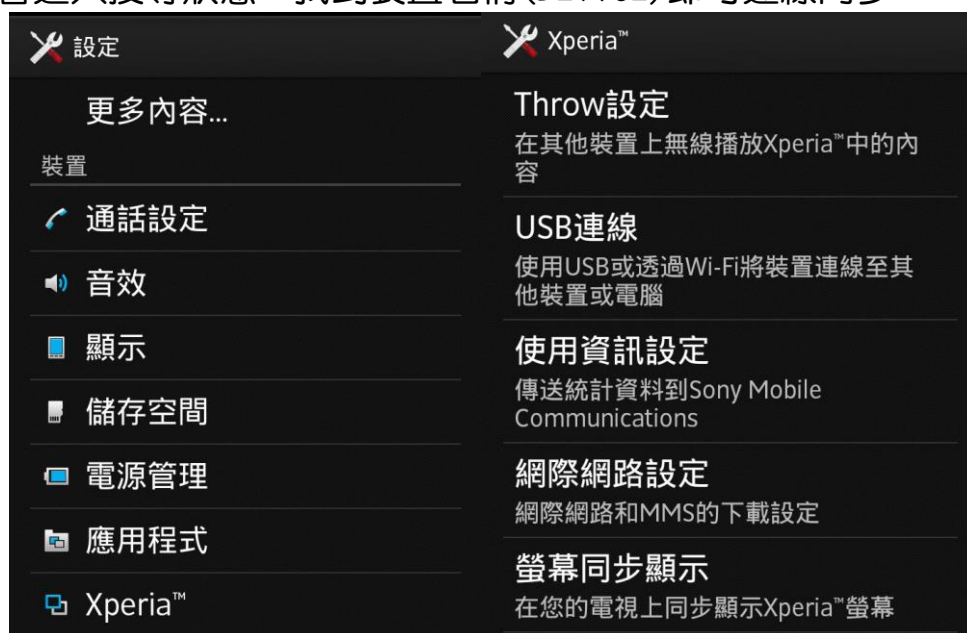 設定
更多內容...
裝置
通話設定
音效
顯示
儲存空間
電源管理
應用程式
Xperia™
Xperia™
Throw設定
在其他裝置上無線播放Xperia™中的內
容
USB連線
使用USB或透過Wi-Fi將裝置連線至其
他裝置或電腦
使用資訊設定
傳送統計資料到Sony Mobile
Communications
網際網路設定
網際網路和MMS的下載設定
螢幕同步顯示
在您的電視上同步顯示Xperia™螢幕